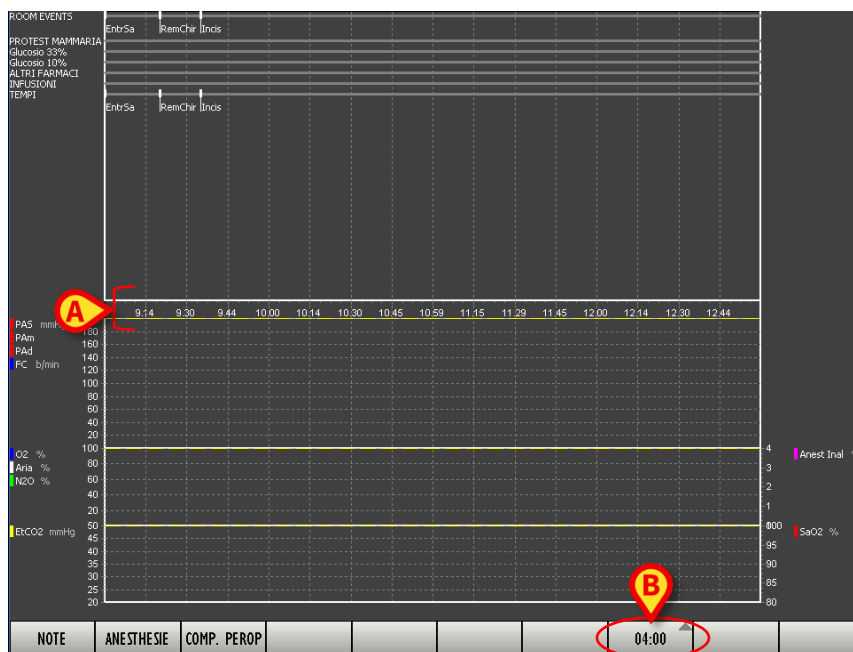 ROOM EVENTS
EntrSa RemChir Incis
PROTEST MAMMARIA
Glucosio 33%
Glucosio 10%
ALTRI FARMACI
INFUSIONI
TEMPI
EntrSa RemChir Incis
A
9.14 9.30 9.44 10.00 10.14 10.30 10.45 10.59 11.15 11.29 11.45 12.00 12.14 12.30 12.44
PAS mmHg
180
PAm
160
PAd
140
FC b/min
120
100
80
60
40
20
O2 % 100 4 Anest Inal
Aria % 80 3
N2O % 60 2
40
1
20
EtCO2 mmHg 50 100 SaO2 %
45 95
40
35 90
30
25 85
20 80
B
NOTE ANESTHESIE COMP. PEROP 04:00